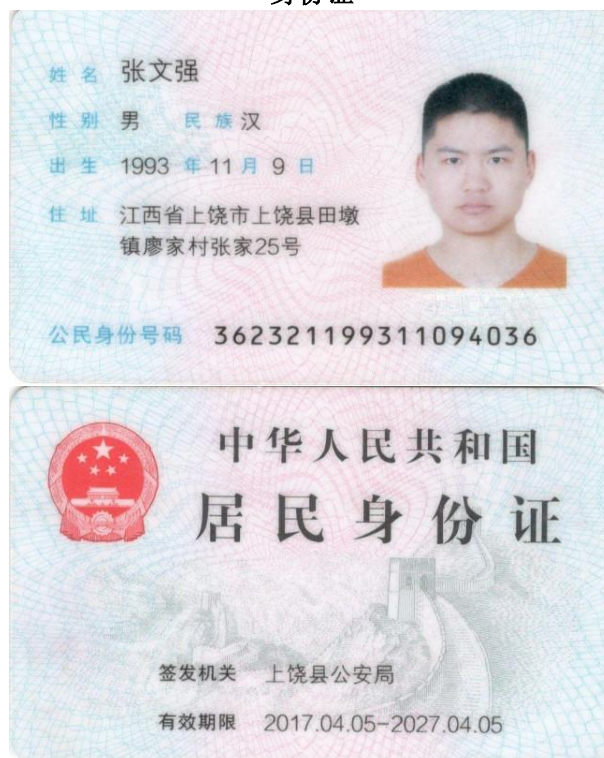 身份证
姓名 张文强
性别 男 民族 汉
出生 1993 年 11 月 9 日
住址 江西省上饶市上饶县田墩
镇廖家村张家25号
公民身份号码 362321199311094036
中华人民共和国
居民身份证
签发机关 上饶县公安局
有效期限 2017.04.05-2027.04.05